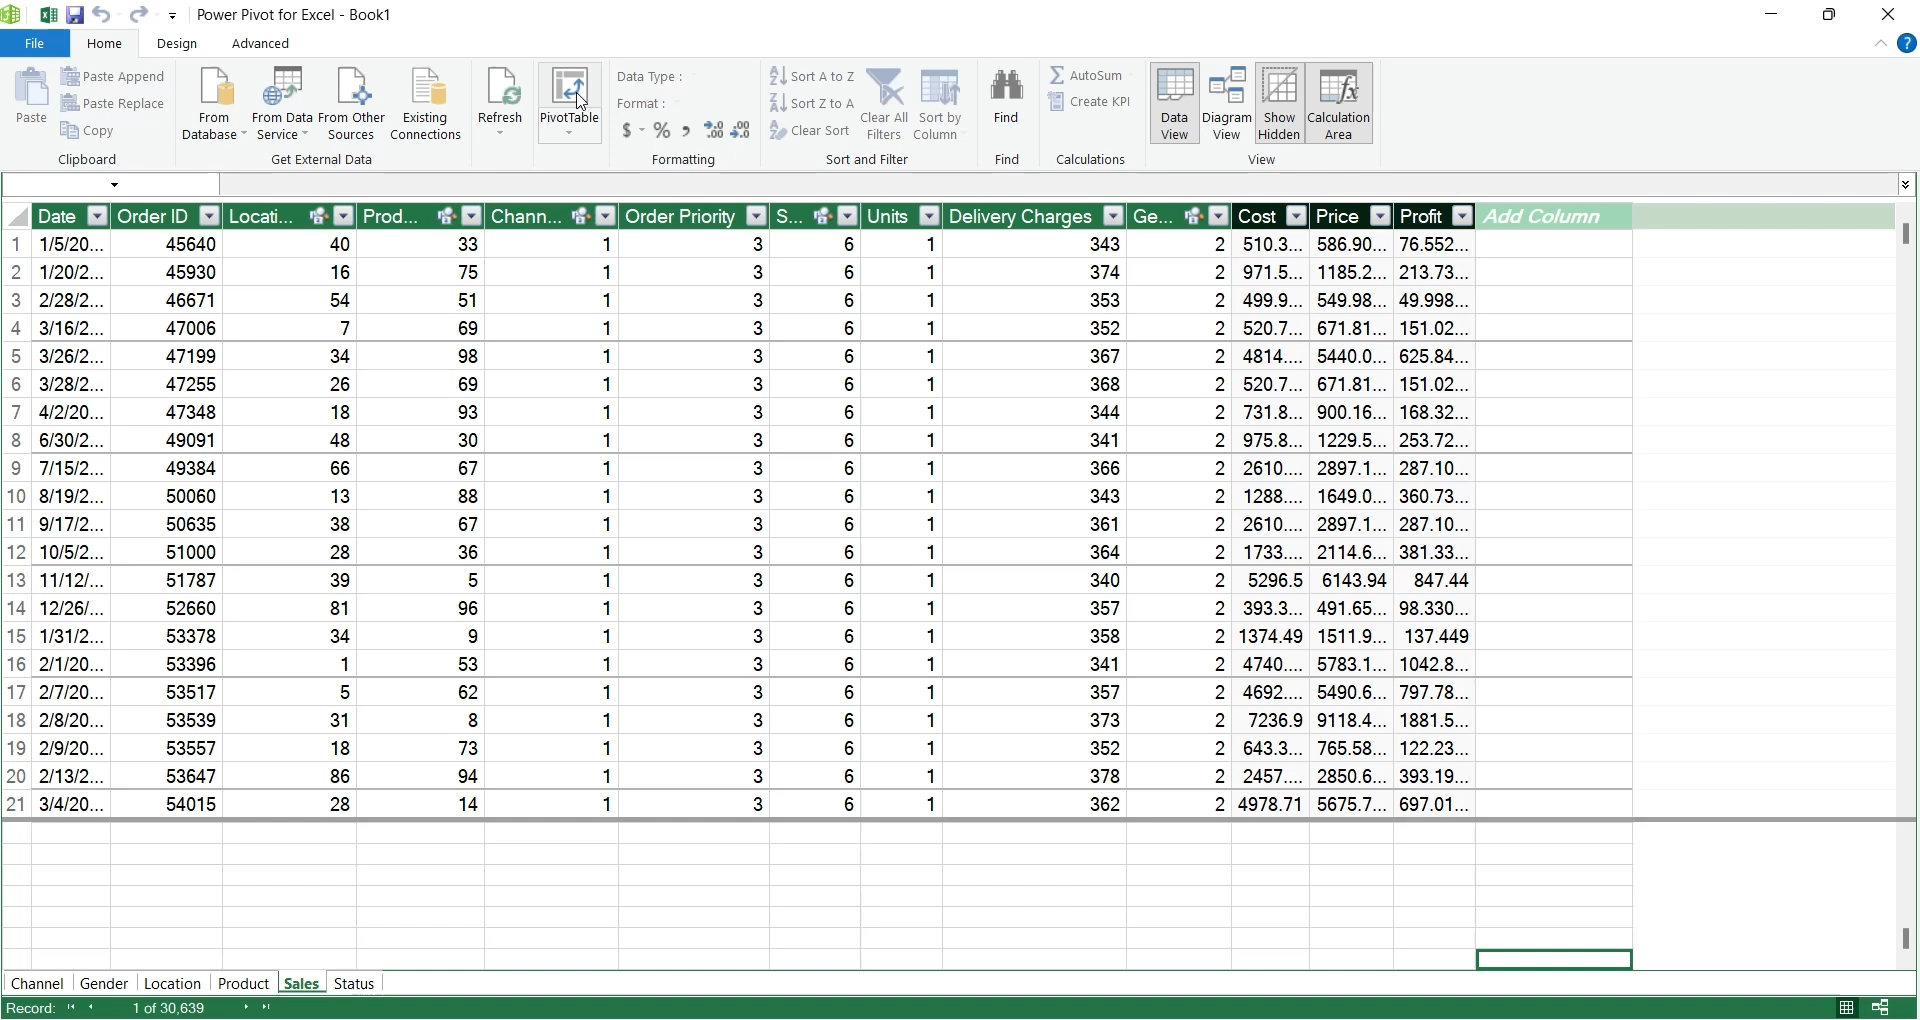 Power Pivot for Excel - Book1
File Home Design Advanced
Paste Paste Append Paste Replace Copy
From Database From Data Service From Other Sources Existing Connections
Refresh PivotTable
Data Type : Format : $ % , .00 .00
Sort A to Z Sort Z to A Clear Sort Clear All Filters Sort by Column
Find AutoSum Create KPI
Data View Diagram View Show Hidden Calculation Area
Clipboard Get External Data Formatting Sort and Filter Find Calculations View
Date Order ID Locati... Prod... Chann... Order Priority S... Units Delivery Charges Ge... Cost Price Profit Add Column
1 1/5/20... 45640 40 33 1 3 6 1 343 2 510.3... 586.90... 76.552...
2 1/20/2... 45930 16 75 1 3 6 1 374 2 971.5... 1185.2... 213.73...
3 2/28/2... 46671 54 51 1 3 6 1 353 2 499.9... 549.98... 49.998...
4 3/16/2... 47006 7 69 1 3 6 1 352 2 520.7... 671.81... 151.02...
5 3/26/2... 47199 34 98 1 3 6 1 367 2 4814.... 5440.0... 625.84...
6 3/28/2... 47255 26 69 1 3 6 1 368 2 520.7... 671.81... 151.02...
7 4/2/20... 47348 18 93 1 3 6 1 344 2 731.8... 900.16... 168.32...
8 6/30/2... 49091 48 30 1 3 6 1 341 2 975.8... 1229.5... 253.72...
9 7/15/2... 49384 66 67 1 3 6 1 366 2 2610.... 2897.1... 287.10...
10 8/19/2... 50060 13 88 1 3 6 1 343 2 1288.... 1649.0... 360.73...
11 9/17/2... 50635 38 67 1 3 6 1 361 2 2610.... 2897.1... 287.10...
12 10/5/2... 51000 28 36 1 3 6 1 364 2 1733.... 2114.6... 381.33...
13 11/12/... 51787 39 5 1 3 6 1 340 2 5296.5 6143.94 847.44
14 12/26/... 52660 81 96 1 3 6 1 357 2 393.3... 491.65... 98.330...
15 1/31/2... 53378 34 9 1 3 6 1 358 2 1374.49 1511.9... 137.449
16 2/1/20... 53396 1 53 1 3 6 1 341 2 4740.... 5783.1... 1042.8...
17 2/7/20... 53517 5 62 1 3 6 1 357 2 4692.... 5490.6... 797.78...
18 2/8/20... 53539 31 8 1 3 6 1 373 2 7236.9 9118.4... 1881.5...
19 2/9/20... 53557 18 73 1 3 6 1 352 2 643.3... 765.58... 122.23...
20 2/13/2... 53647 86 94 1 3 6 1 378 2 2457.... 2850.6... 393.19...
21 3/4/20... 54015 28 14 1 3 6 1 362 2 4978.71 5675.7... 697.01...
Channel Gender Location Product Sales Status
Record: 1 of 30,639